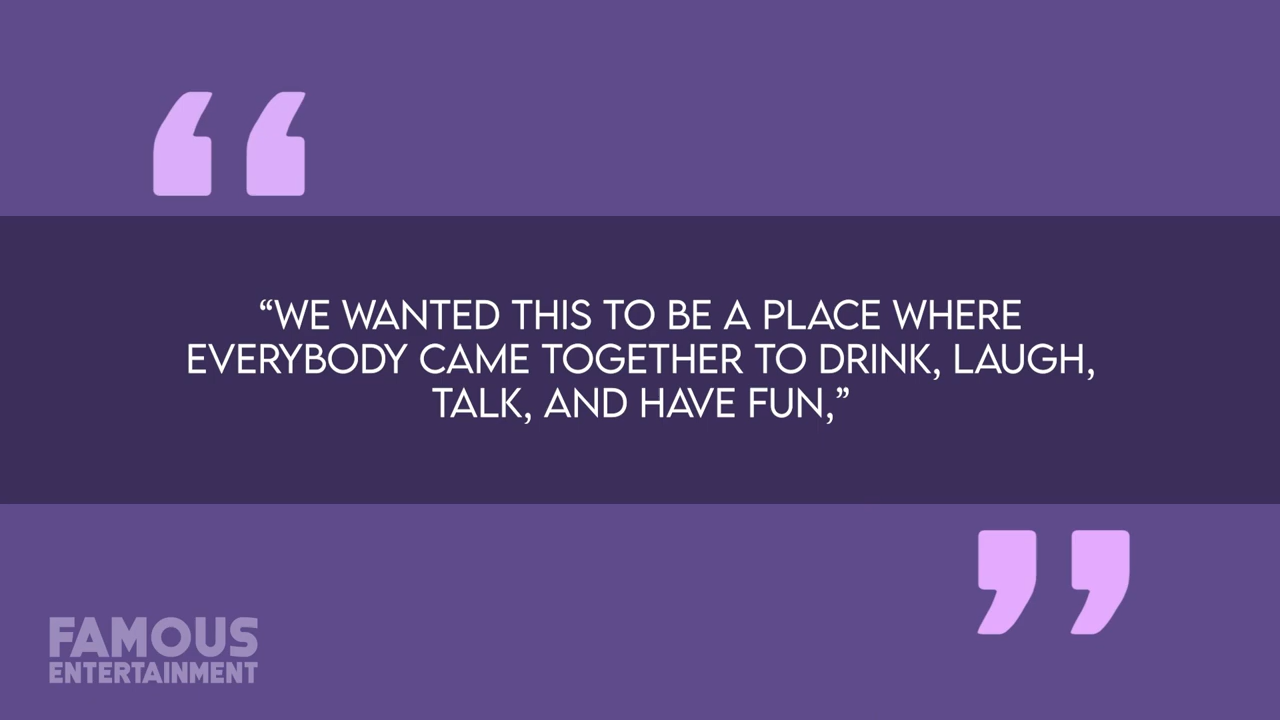 “WE WANTED THIS TO BE A PLACE WHERE
EVERYBODY CAME TOGETHER TO DRINK, LAUGH,
TALK, AND HAVE FUN,”
FAMOUS
ENTERTAINMENT